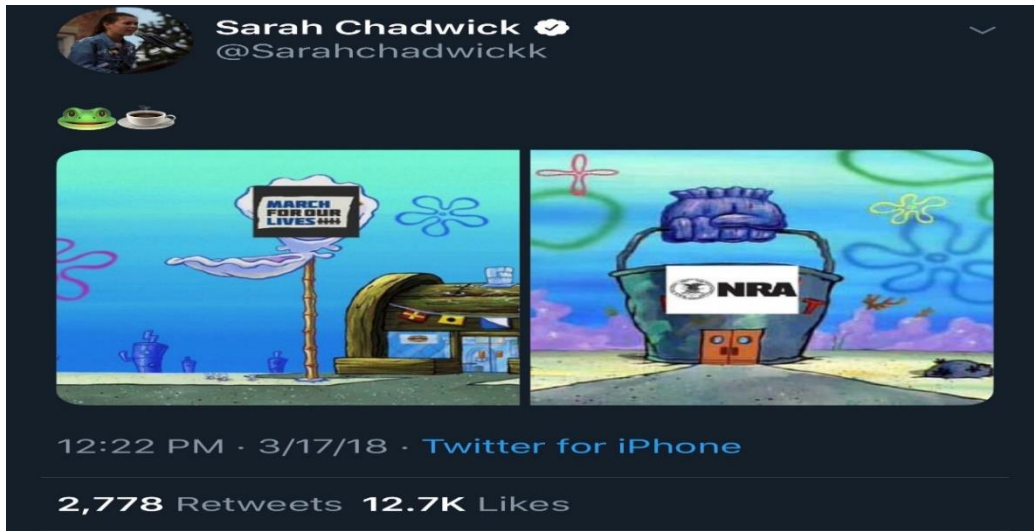 Sarah Chadwick
@Sarahchadwickk
🐸☕
MARCH
FOR OUR
LIVES
NRA
T
12:22 PM · 3/17/18 · Twitter for iPhone
2,778 Retweets 12.7K Likes